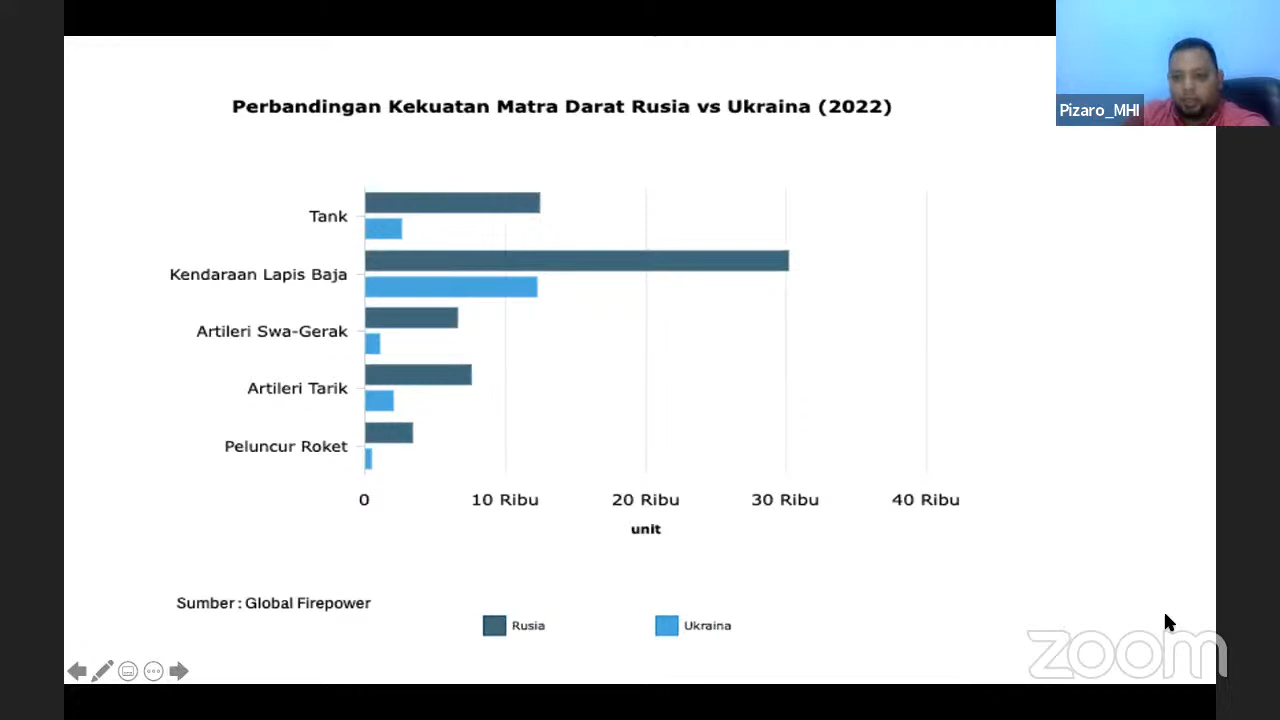 Pizaro_MHI
Perbandingan Kekuatan Matra Darat Rusia vs Ukraina (2022)
Tank
Kendaraan Lapis Baja
Artileri Swa-Gerak
Artileri Tarik
Peluncur Roket
0 10 Ribu 20 Ribu 30 Ribu 40 Ribu
unit
Sumber : Global Firepower
Rusia Ukraina
zoom